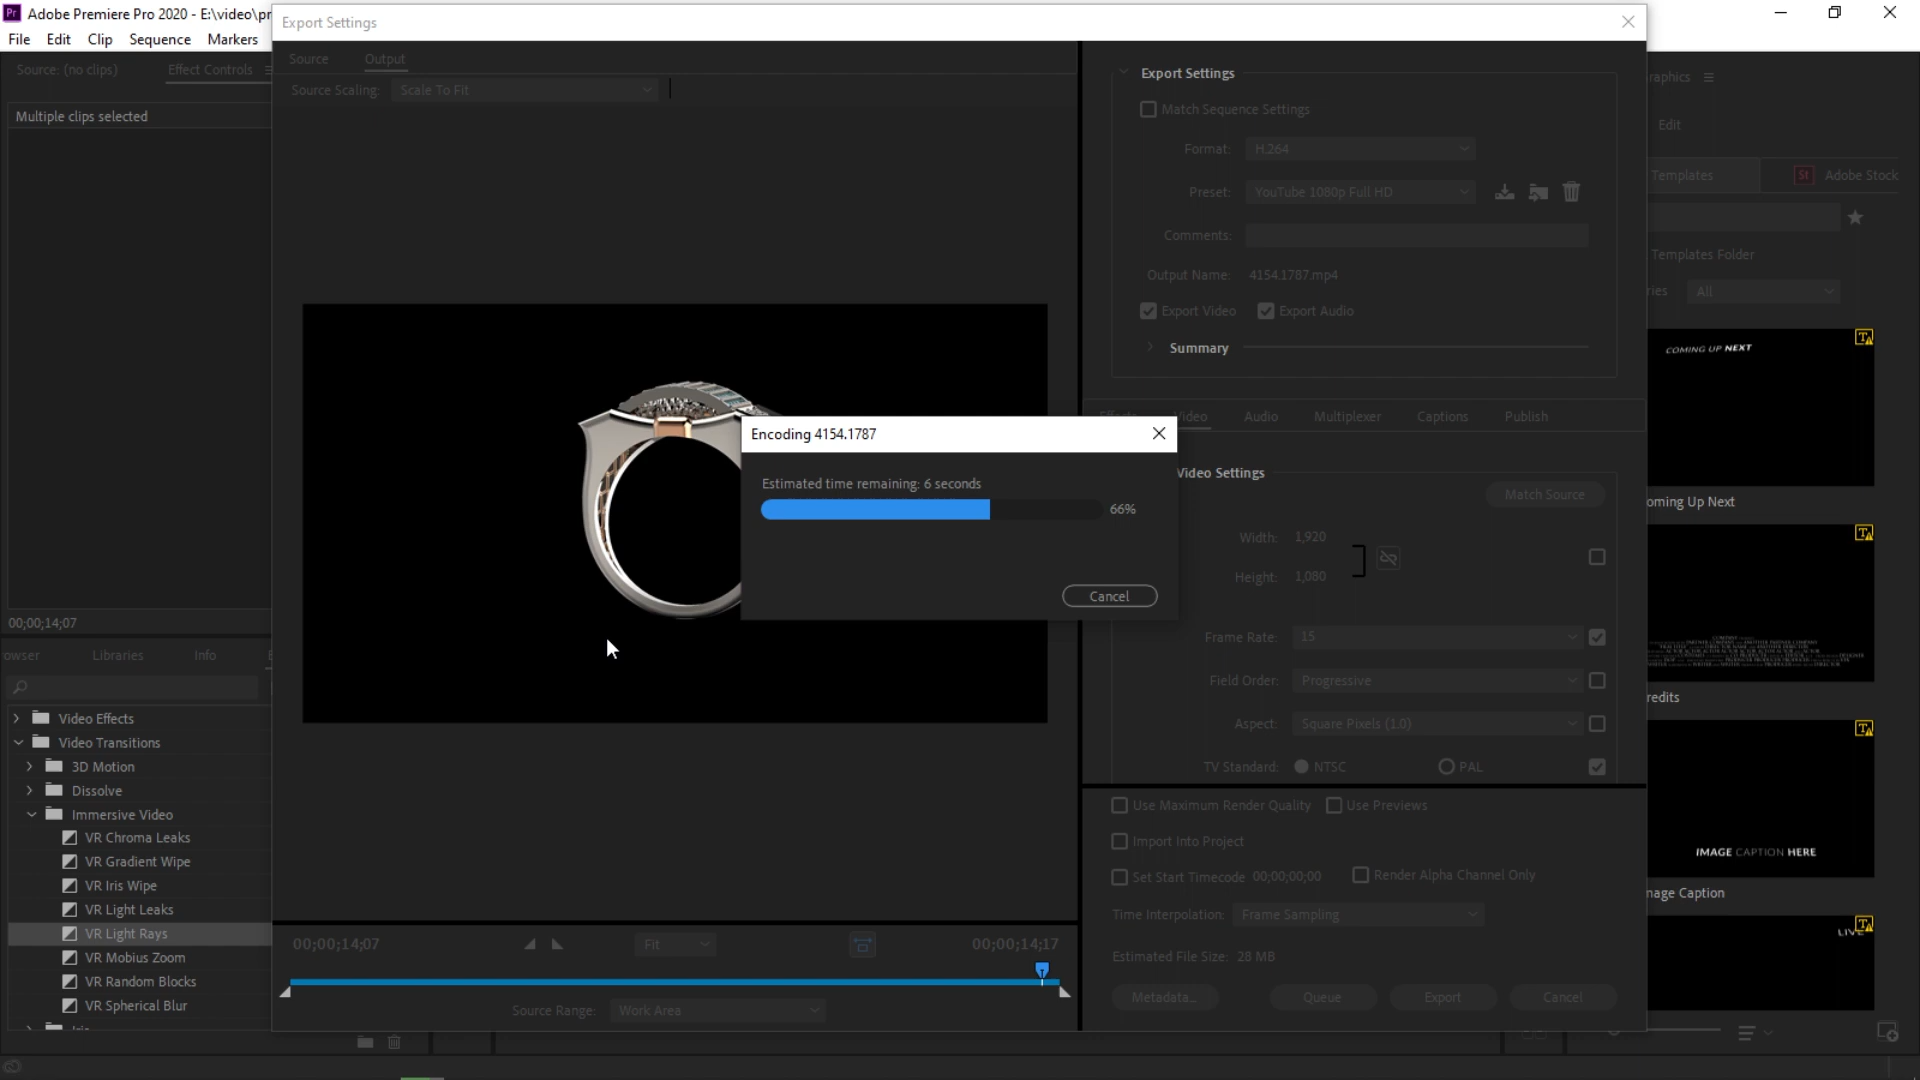 Pr Adobe Premiere Pro 2020 - E:\video\pr
File Edit Clip Sequence Markers
Export Settings
Source: (no clips) Effect Controls
Multiple clips selected
00;00;14;07
owser Libraries Info E
Video Effects
Video Transitions
3D Motion
Dissolve
Immersive Video
VR Chroma Leaks
VR Gradient Wipe
VR Iris Wipe
VR Light Leaks
VR Light Rays
VR Mobius Zoom
VR Random Blocks
VR Spherical Blur
Iris
Source Output
Source Scaling: Scale To Fit
Encoding 4154.1787
Estimated time remaining: 6 seconds
66%
Cancel
00;00;14;07 Fit 00;00;14;17
Source Range: Work Area
Export Settings
Match Sequence Settings
Format: H.264
Preset: YouTube 1080p Full HD
Comments:
Output Name: 4154.1787.mp4
Export Video Export Audio
Summary
Effects Video Audio Multiplexer Captions Publish
Video Settings
Match Source
Width: 1,920
Height: 1,080
Frame Rate: 15
Field Order: Progressive
Aspect: Square Pixels (1.0)
TV Standard: NTSC PAL
Use Maximum Render Quality Use Previews
Import Into Project
Set Start Timecode 00;00;00;00 Render Alpha Channel Only
Time Interpolation: Frame Sampling
Estimated File Size: 28 MB
Metadata... Queue Export Cancel
raphics
Edit
Templates St Adobe Stock
Templates Folder
ries All
COMING UP NEXT
oming Up Next
redits
IMAGE CAPTION HERE
mage Caption
LIVE